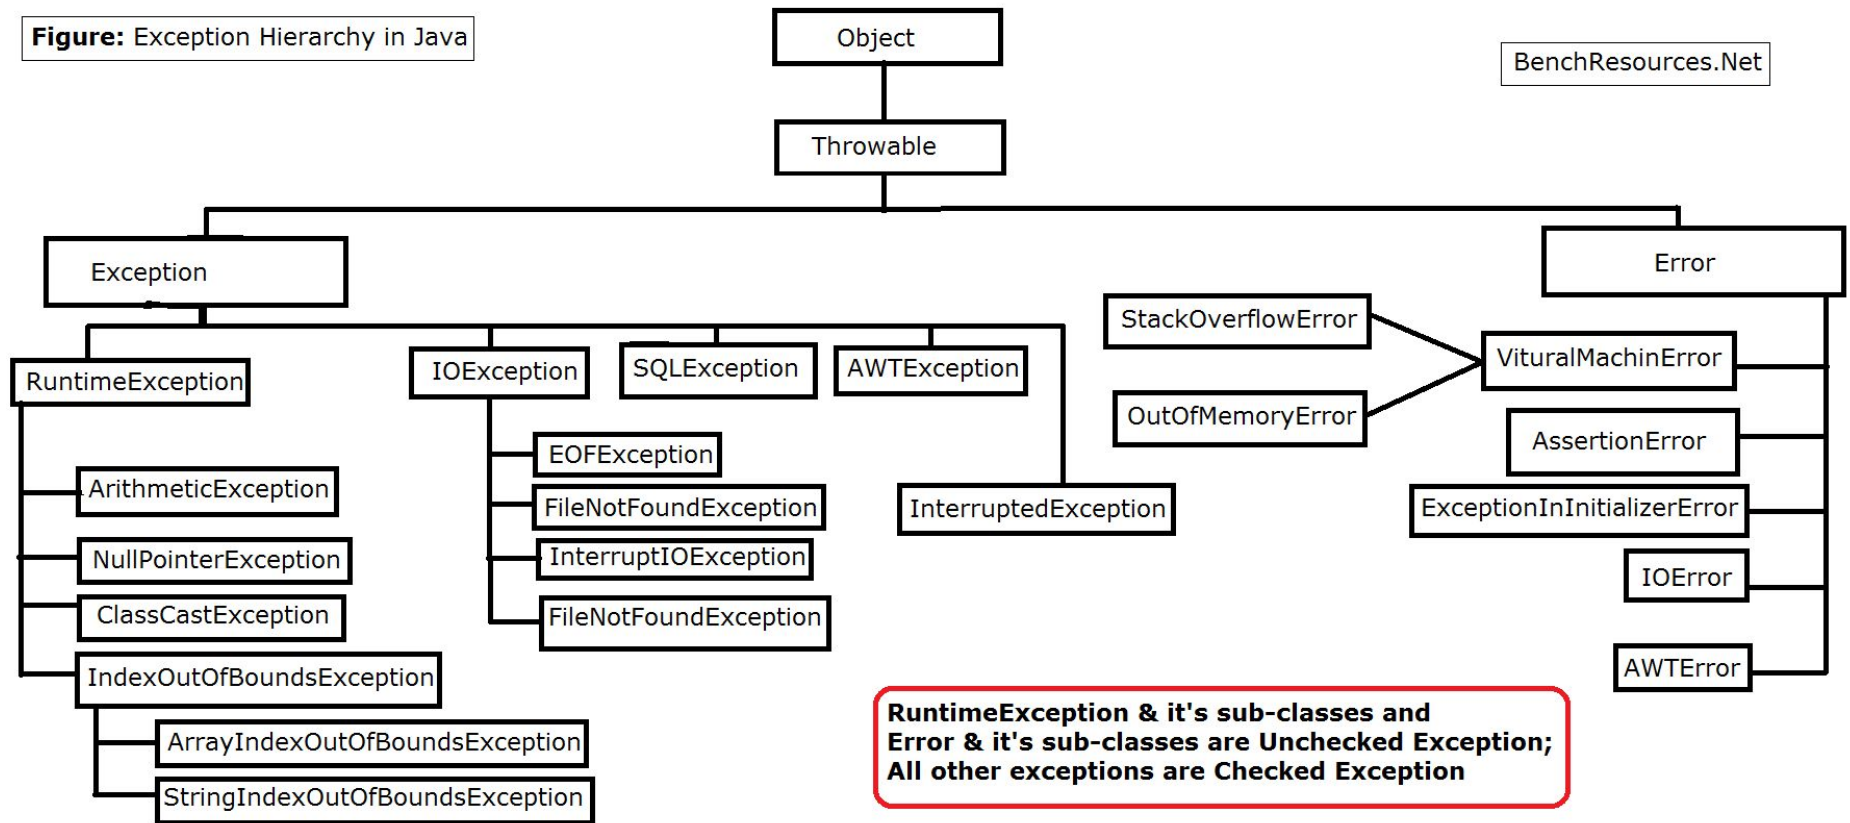 Figure: Exception Hierarchy in Java
Object
BenchResources.Net
Throwable
Exception
Error
StackOverflowError
VituralMachinError
OutOfMemoryError
AssertionError
ExceptionInInitializerError
IOError
AWTError
RuntimeException
IOException
SQLException
AWTException
InterruptedException
EOFException
FileNotFoundException
InterruptIOException
FileNotFoundException
ArithmeticException
NullPointerException
ClassCastException
IndexOutOfBoundsException
ArrayIndexOutOfBoundsException
StringIndexOutOfBoundsException
RuntimeException & it's sub-classes and
Error & it's sub-classes are Unchecked Exception;
All other exceptions are Checked Exception